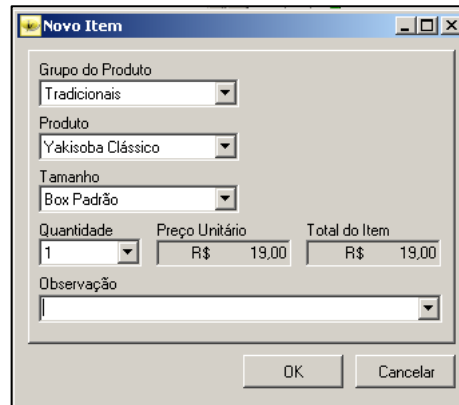 Novo Item
Grupo do Produto
Tradicionais
Produto
Yakisoba Clássico
Tamanho
Box Padrão
Quantidade Preço Unitário Total do Item
1 R$ 19,00 R$ 19,00
Observação
OK Cancelar